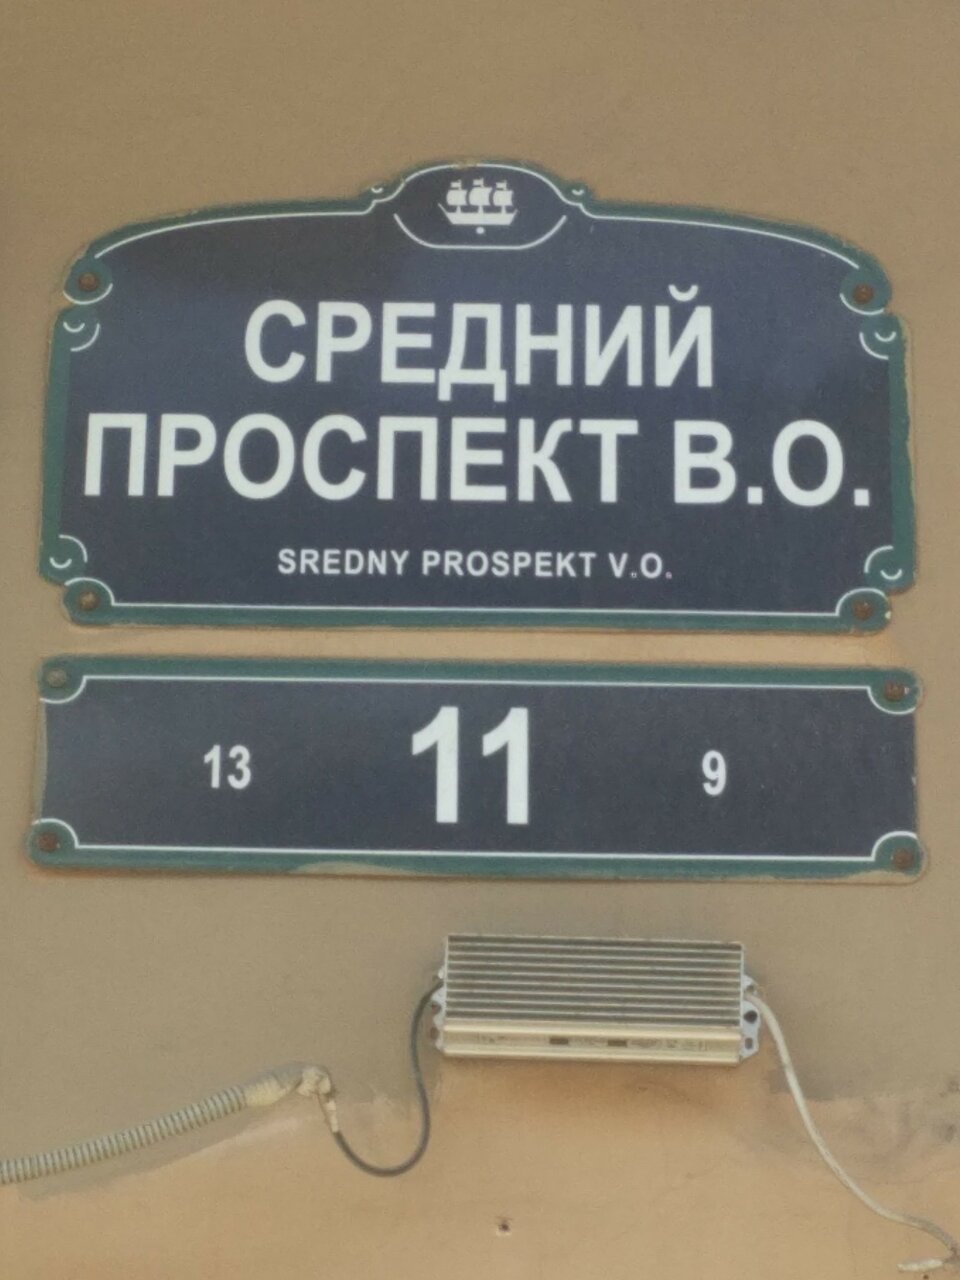 СРЕДНИЙ
ПРОСПЕКТ В.О.
SREDNY PROSPEKT V.O.
13 11 9